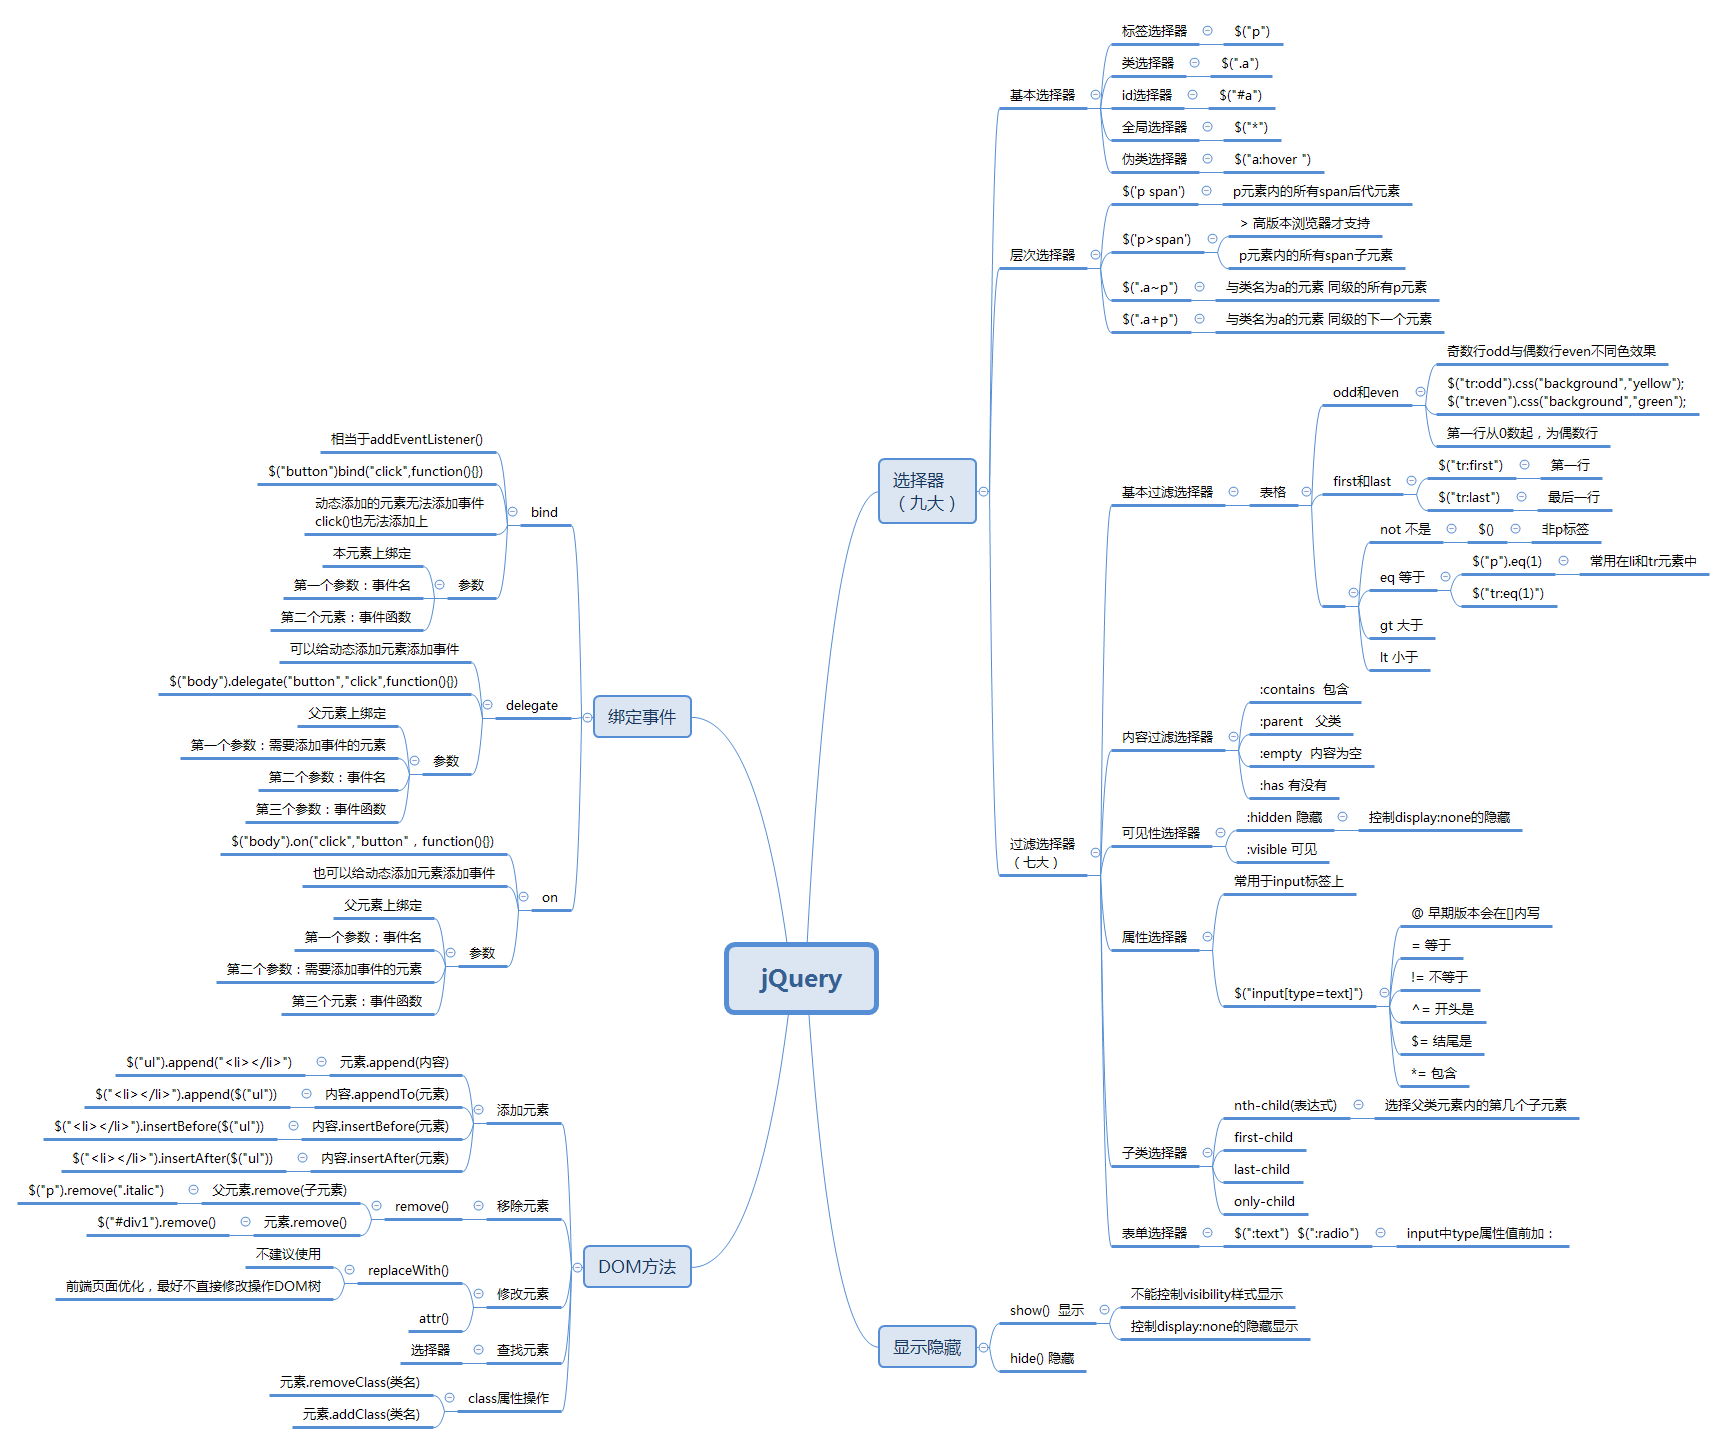 jQuery
选择器
（九大）
基本选择器
标签选择器
$("p")
类选择器
$(".a")
id选择器
$("#a")
全局选择器
$("*")
伪类选择器
$("a:hover ")
层次选择器
$('p span')
p元素内的所有span后代元素
$('p>span')
> 高版本浏览器才支持
p元素内的所有span子元素
$(".a~p")
与类名为a的元素 同级的所有p元素
$(".a+p")
与类名为a的元素 同级的下一个元素
过滤选择器
（七大）
基本过滤选择器
表格
odd和even
奇数行odd与偶数行even不同色效果
$("tr:odd").css("background","yellow");
$("tr:even").css("background","green");
第一行从0数起，为偶数行
first和last
$("tr:first")
第一行
$("tr:last")
最后一行
not 不是
$()
非p标签
eq 等于
$("p").eq(1)
常用在li和tr元素中
$("tr:eq(1)")
gt 大于
lt 小于
内容过滤选择器
:contains  包含
:parent   父类
:empty  内容为空
:has 有没有
可见性选择器
:hidden 隐藏
控制display:none的隐藏
:visible 可见
属性选择器
常用于input标签上
$("input[type=text]")
@ 早期版本会在[]内写
= 等于
!= 不等于
^= 开头是
$= 结尾是
*= 包含
子类选择器
nth-child(表达式)
选择父类元素内的第几个子元素
first-child
last-child
only-child
表单选择器
$(":text")  $(":radio")
input中type属性值前加：
显示隐藏
show()  显示
不能控制visibility样式显示
控制display:none的隐藏显示
hide() 隐藏
绑定事件
bind
相当于addEventListener()
$("button")bind("click",function(){})
动态添加的元素无法添加事件
click()也无法添加上
参数
本元素上绑定
第一个参数：事件名
第二个元素：事件函数
delegate
可以给动态添加元素添加事件
$("body").delegate("button","click",function(){})
参数
父元素上绑定
第一个参数：需要添加事件的元素
第二个参数：事件名
第三个参数：事件函数
on
$("body").on("click","button"，function(){})
也可以给动态添加元素添加事件
参数
父元素上绑定
第一个参数：事件名
第二个参数：需要添加事件的元素
第三个元素：事件函数
DOM方法
添加元素
元素.append(内容)
$("ul").append("<li></li>")
内容.appendTo(元素)
$("<li></li>").append($("ul"))
内容.insertBefore(元素)
$("<li></li>").insertBefore($("ul"))
内容.insertAfter(元素)
$("<li></li>").insertAfter($("ul"))
移除元素
remove()
父元素.remove(子元素)
$("p").remove(".italic")
元素.remove()
$("#div1").remove()
修改元素
replaceWith()
不建议使用
前端页面优化，最好不直接修改操作DOM树
attr()
查找元素
选择器
class属性操作
元素.removeClass(类名)
元素.addClass(类名)